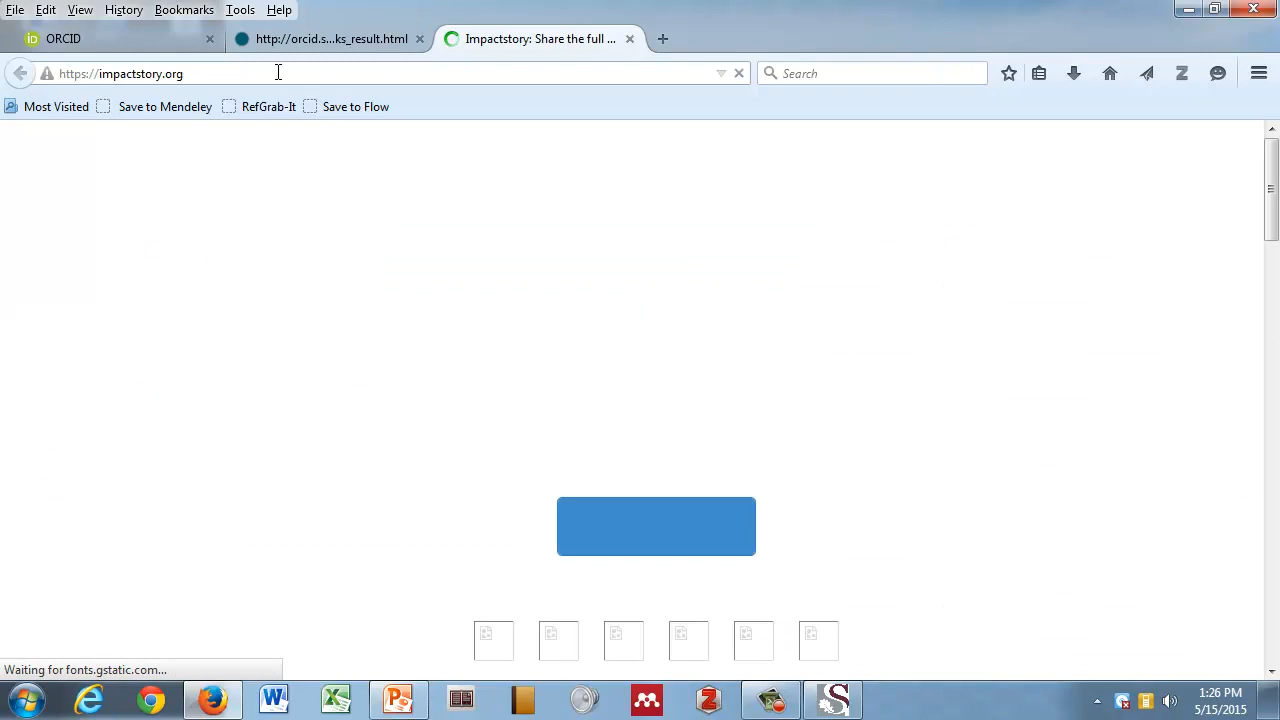 File Edit View History Bookmarks Tools Help
iD ORCID
http://orcid.s...ks_result.html
Impactstory: Share the full ...
https://impactstory.org
Search
Z
Most Visited Save to Mendeley RefGrab-It Save to Flow
Waiting for fonts.gstatic.com...
1:26 PM
5/15/2015